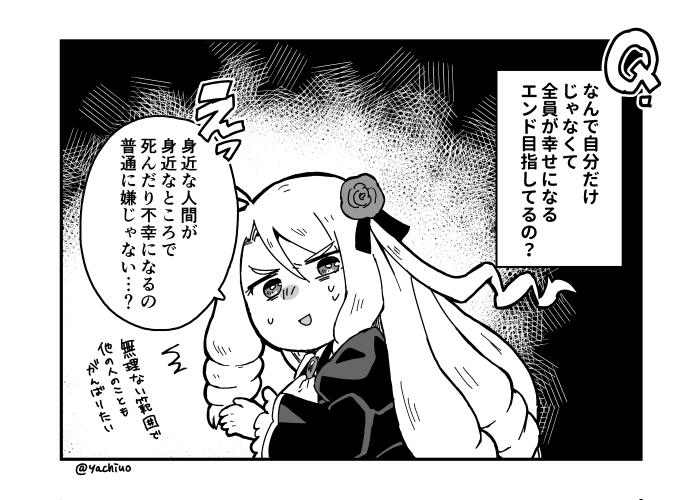 Q
なんで自分だけ
じゃなくて
全員が幸せになる
エンド目指してるの？
えっ
身近な人間が
身近なところで
死んだり不幸になるの
普通に嫌じゃない…？
無理ない範囲で
他の人のことも
がんばりたい
@yachiuo